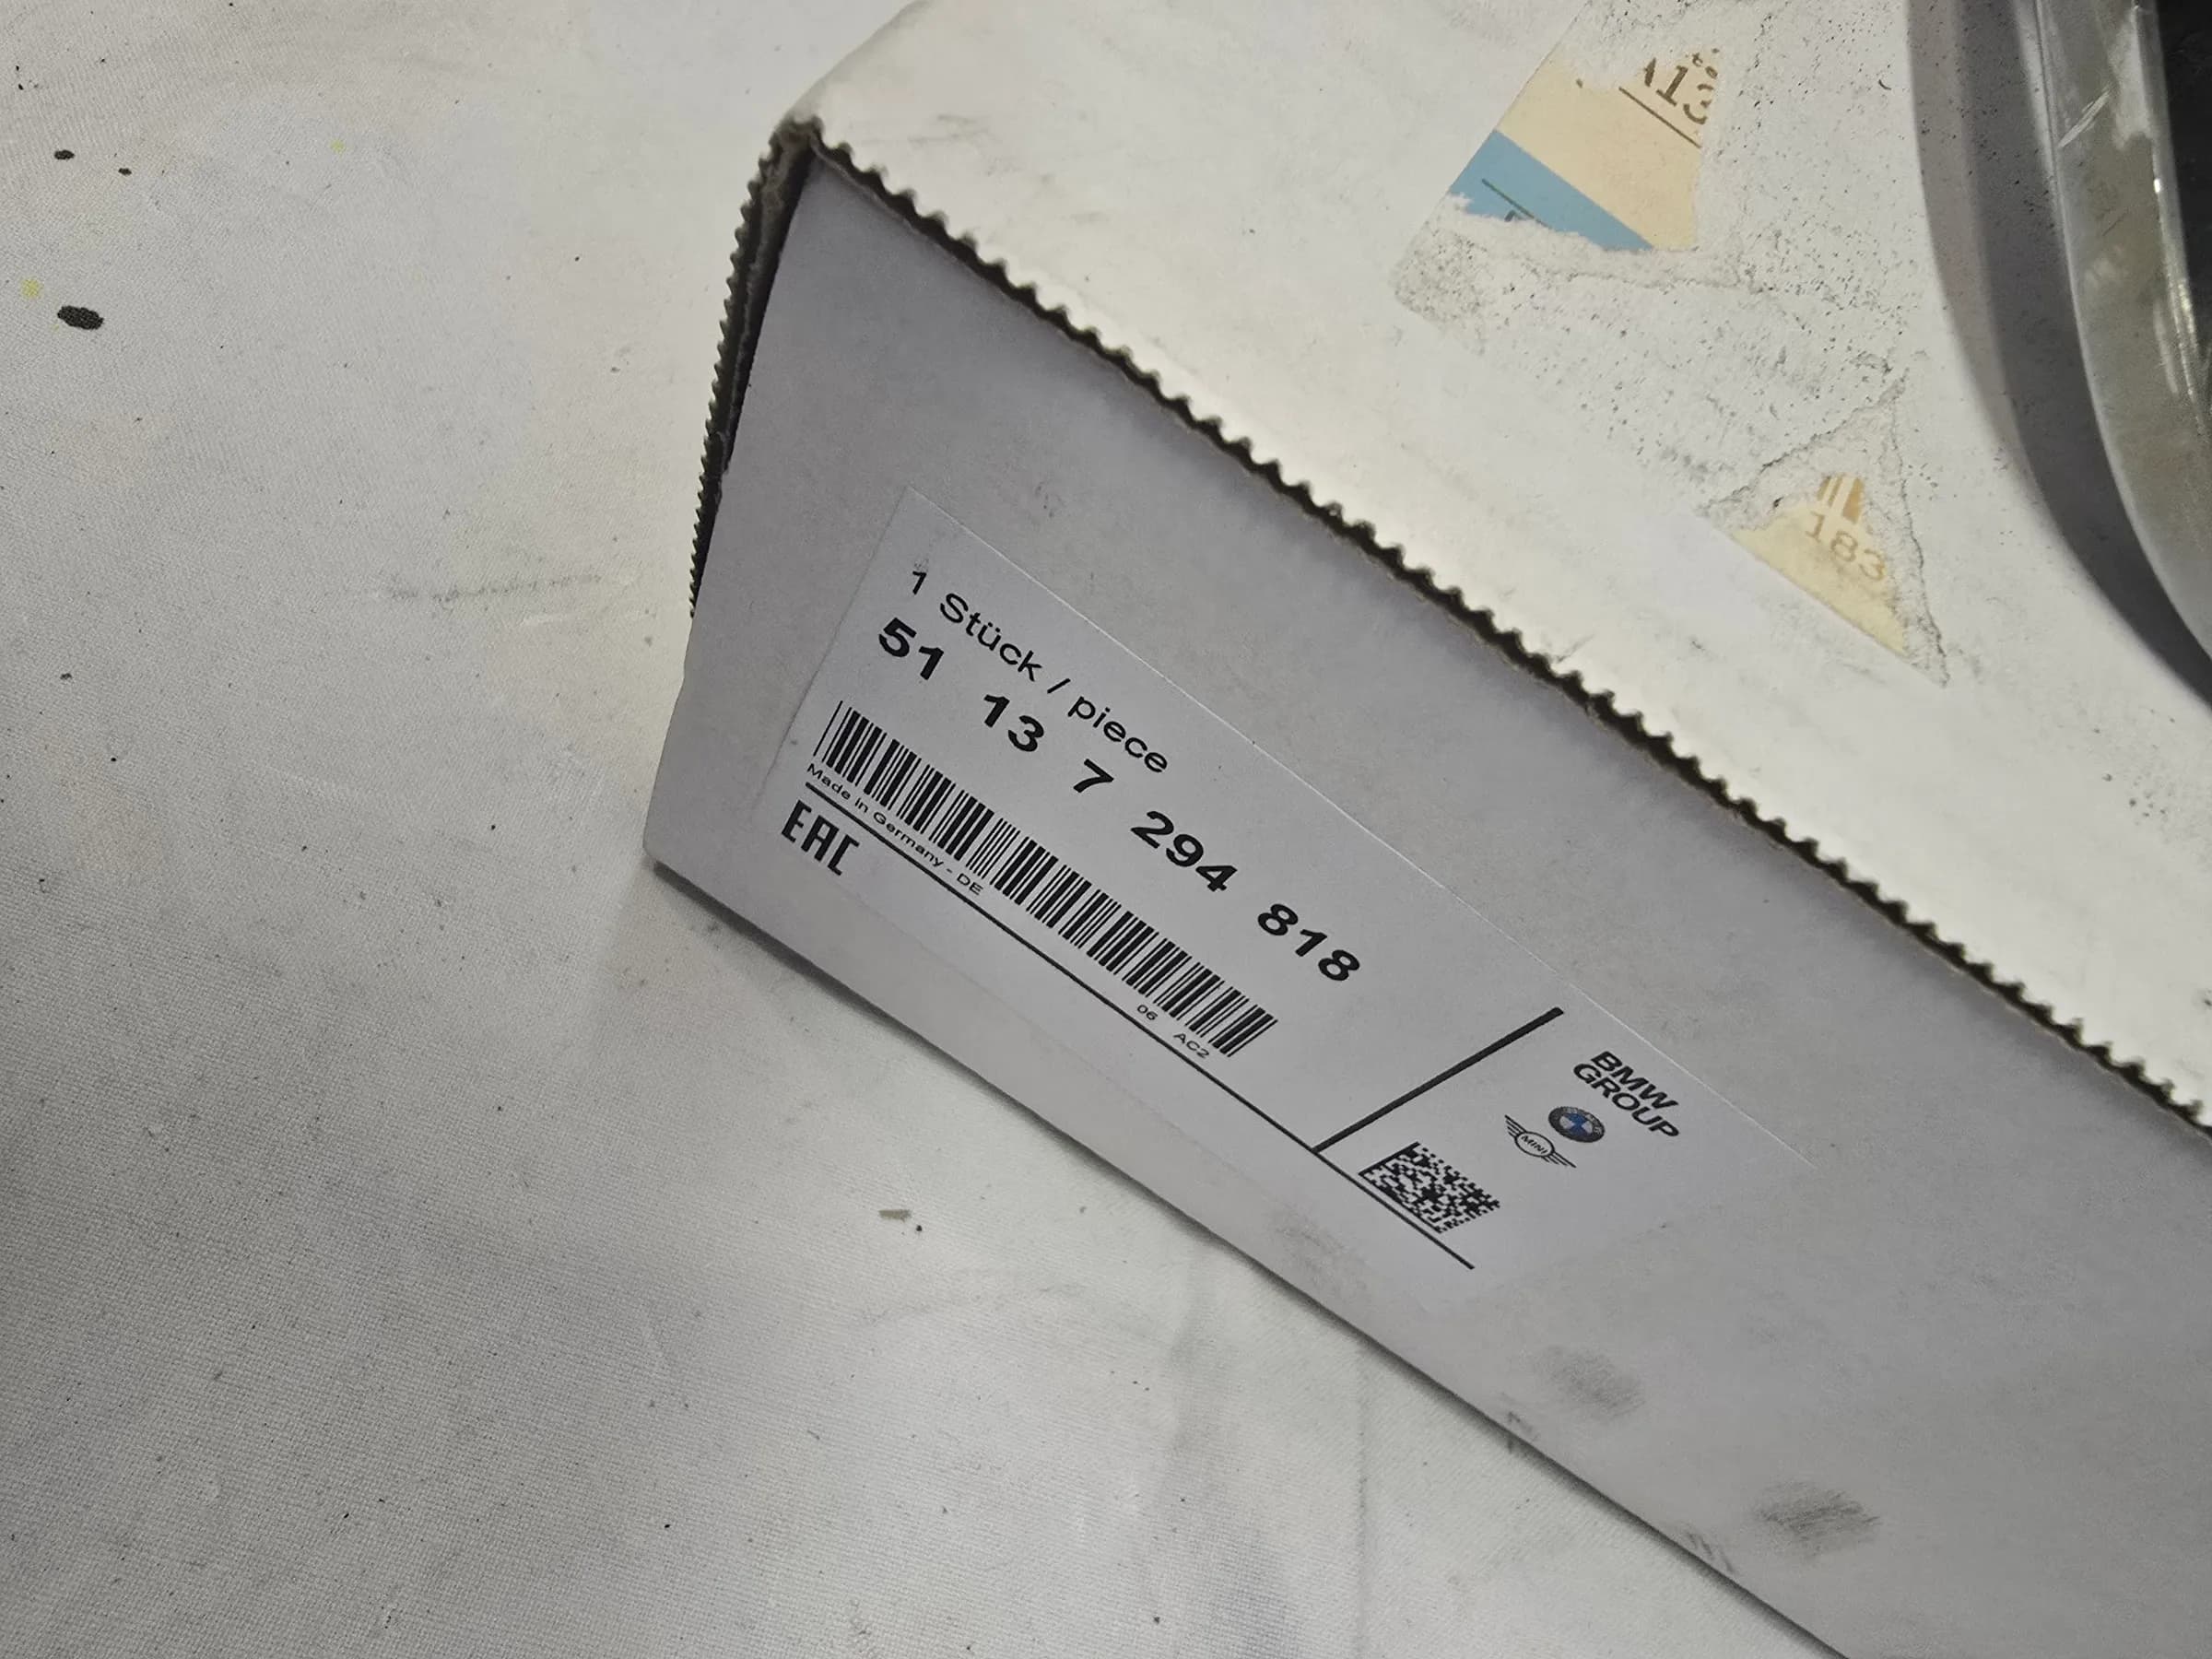 A13
183
1 Stück / piece
51 13 7 294 818
Made in Germany - DE
06 AC2
EAC
BMW
GROUP
MINI